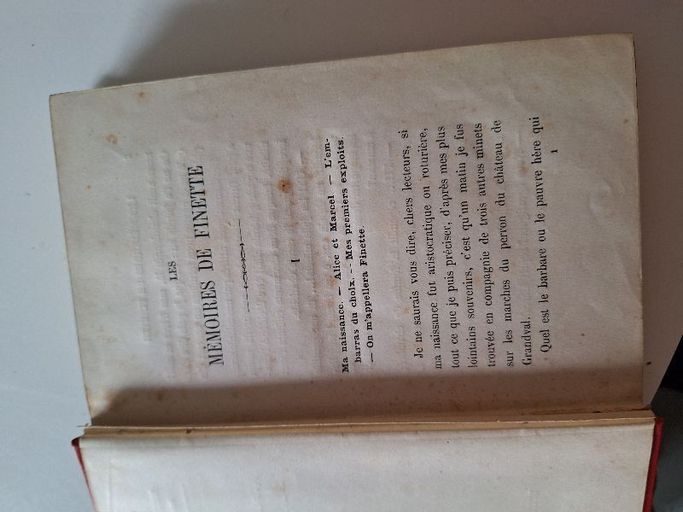 LES
MÉMOIRES DE FINETTE
I
Ma naissance. — Alice et Marcel — L'em-
barras du choix. — Mes premiers exploits.
— On m'appellera Finette.
Je ne saurais vous dire, chers lecteurs, si
ma naissance fut aristocratique ou roturière,
tout ce que je puis préciser, d'après mes plus
lointains souvenirs, c'est qu'un matin je fus
trouvée en compagnie de trois autres minets
sur les marches du perron du château de
Grandval.
Quel est le barbare ou le pauvre hère qui
1